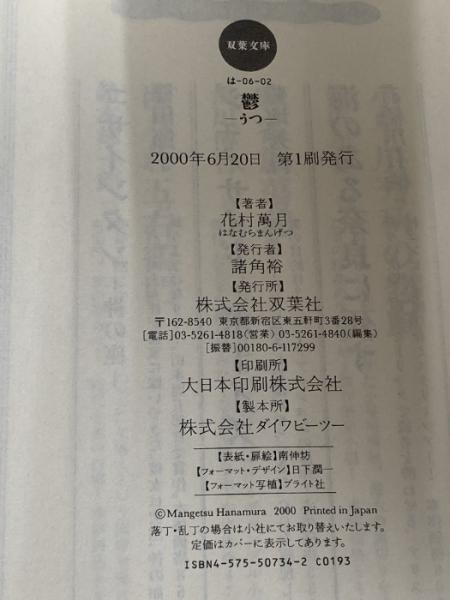 双葉文庫
は-06-02
鬱
―うつ―
2000年6月20日　第1刷発行
【著者】
花村萬月
はなむらまんげつ
【発行者】
諸角裕
【発行所】
株式会社双葉社
〒162-8540 東京都新宿区東五軒町3番28号
[電話]03-5261-4818(営業) 03-5261-4840(編集)
[振替]00180-6-117299
【印刷所】
大日本印刷株式会社
【製本所】
株式会社ダイワビーツー
【表紙・扉絵】南伸坊
【フォーマット・デザイン】日下潤一
【フォーマット写植】ブライト社
©Mangetsu Hanamura 2000 Printed in Japan
落丁・乱丁の場合は小社にてお取り替えいたします。
定価はカバーに表示してあります。
ISBN4-575-50734-2 C0193